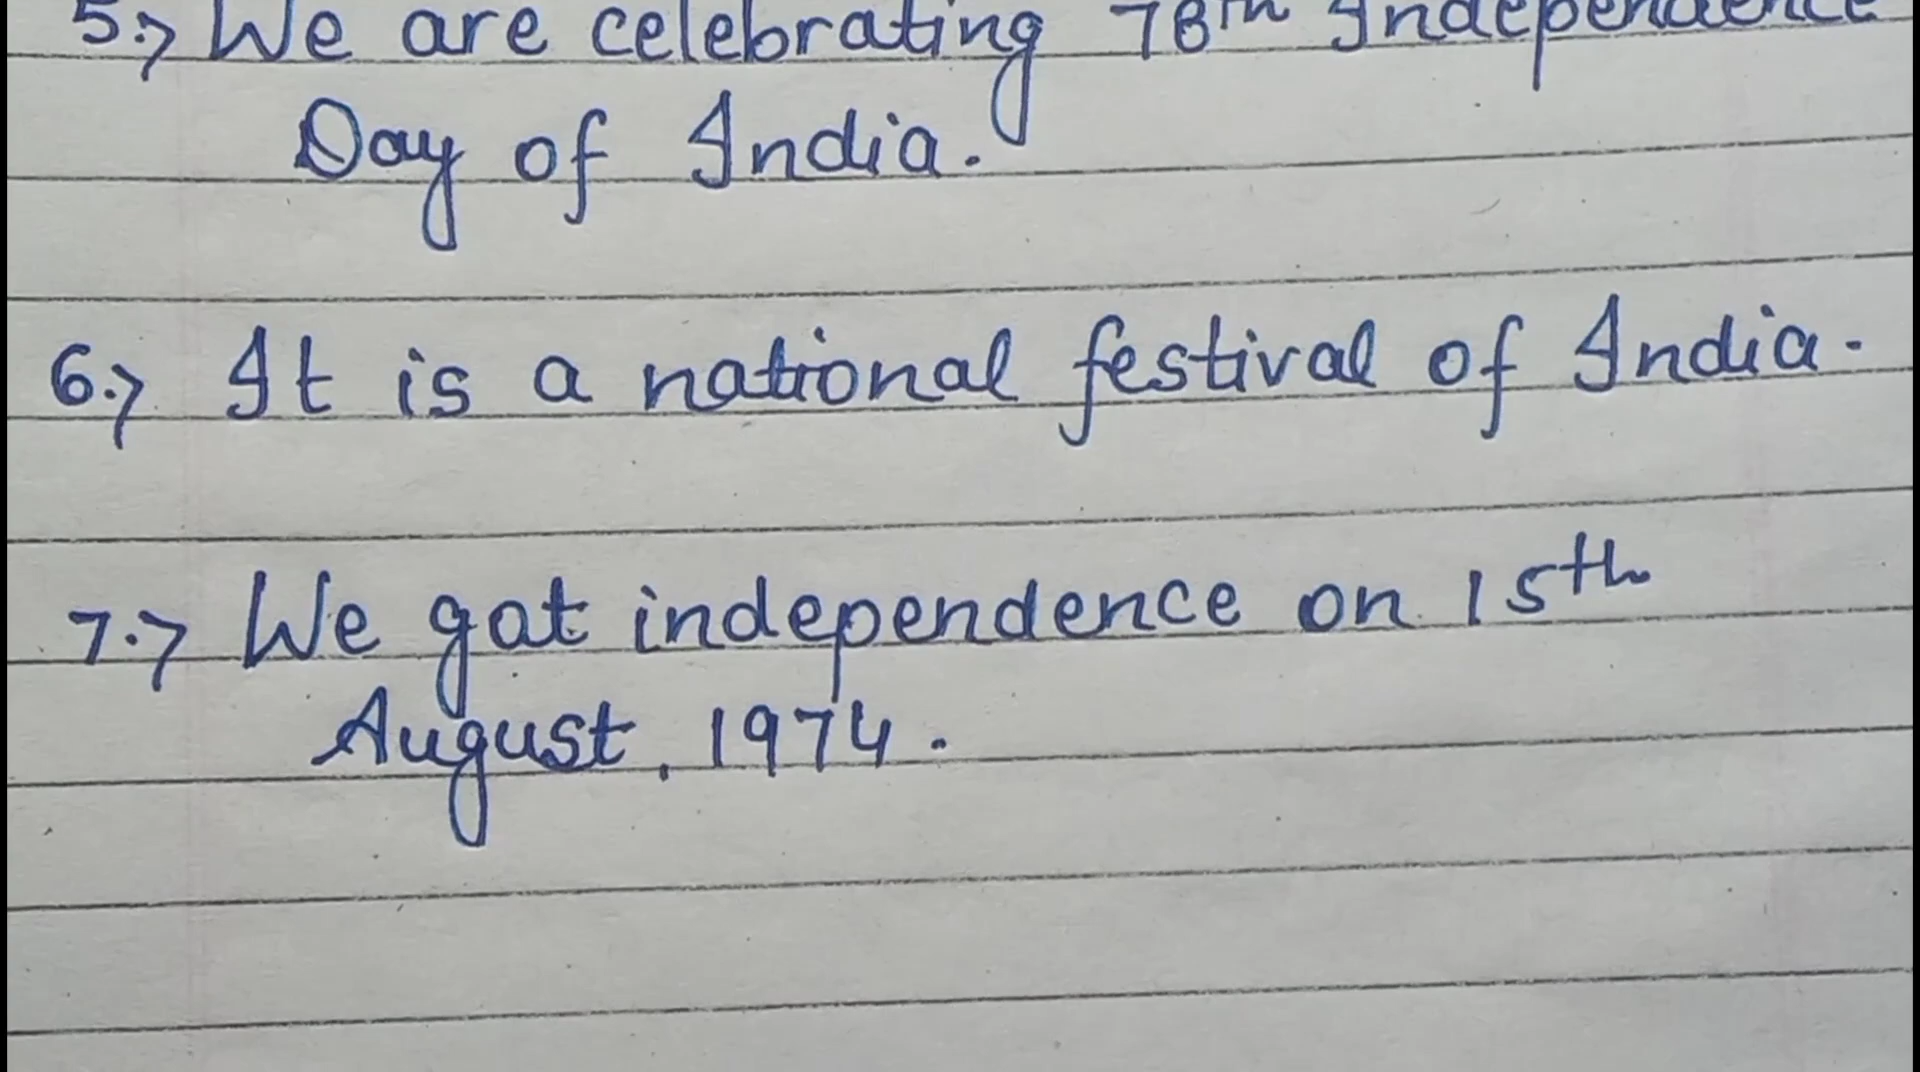 5.> We are celebrating 78th Independence
Day of India.
6.> It is a national festival of India.
7.> We got independence on 15th
August, 1974.